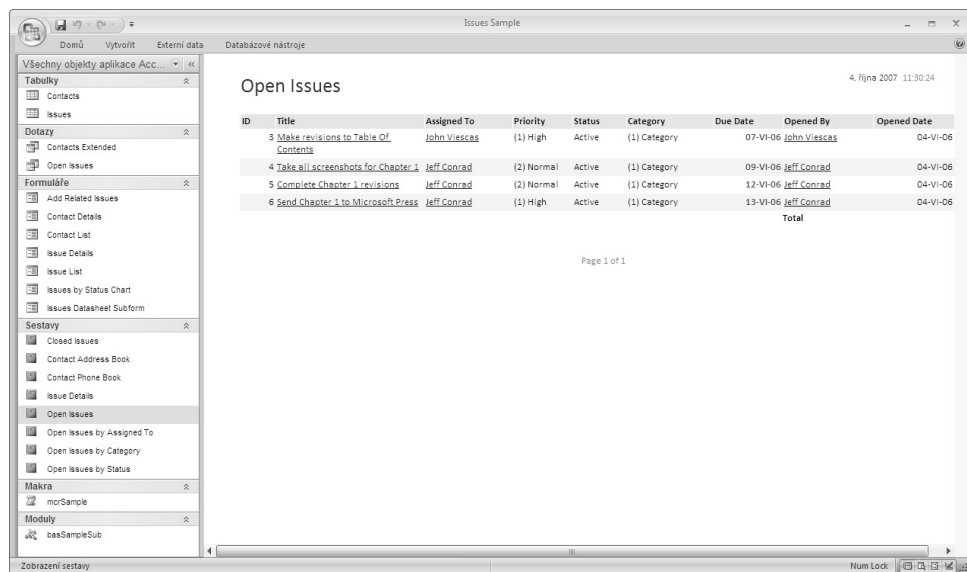 Issues Sample
Domů Vytvořit Externí data Databázové nástroje
Všechny objekty aplikace Acc...
Tabulky
Contacts
Issues
Dotazy
Contacts Extended
Open Issues
Formuláře
Add Related Issues
Contact Details
Contact List
Issue Details
Issue List
Issues by Status Chart
Issues Datasheet Subform
Sestavy
Closed Issues
Contact Address Book
Contact Phone Book
Issue Details
Open Issues
Open Issues by Assigned To
Open Issues by Category
Open Issues by Status
Makra
mcrSample
Moduly
basSampleSub
Open Issues
4. října 2007 11:30:24
ID Title Assigned To Priority Status Category Due Date Opened By Opened Date
3 Make revisions to Table Of John Viescas (1) High Active (1) Category 07-VI-06 John Viescas 04-VI-06
Contents
4 Take all screenshots for Chapter 1 Jeff Conrad (2) Normal Active (1) Category 09-VI-06 Jeff Conrad 04-VI-06
5 Complete Chapter 1 revisions Jeff Conrad (2) Normal Active (1) Category 12-VI-06 Jeff Conrad 04-VI-06
6 Send Chapter 1 to Microsoft Press Jeff Conrad (1) High Active (1) Category 13-VI-06 Jeff Conrad 04-VI-06
Total
Page 1 of 1
Zobrazení sestavy Num Lock